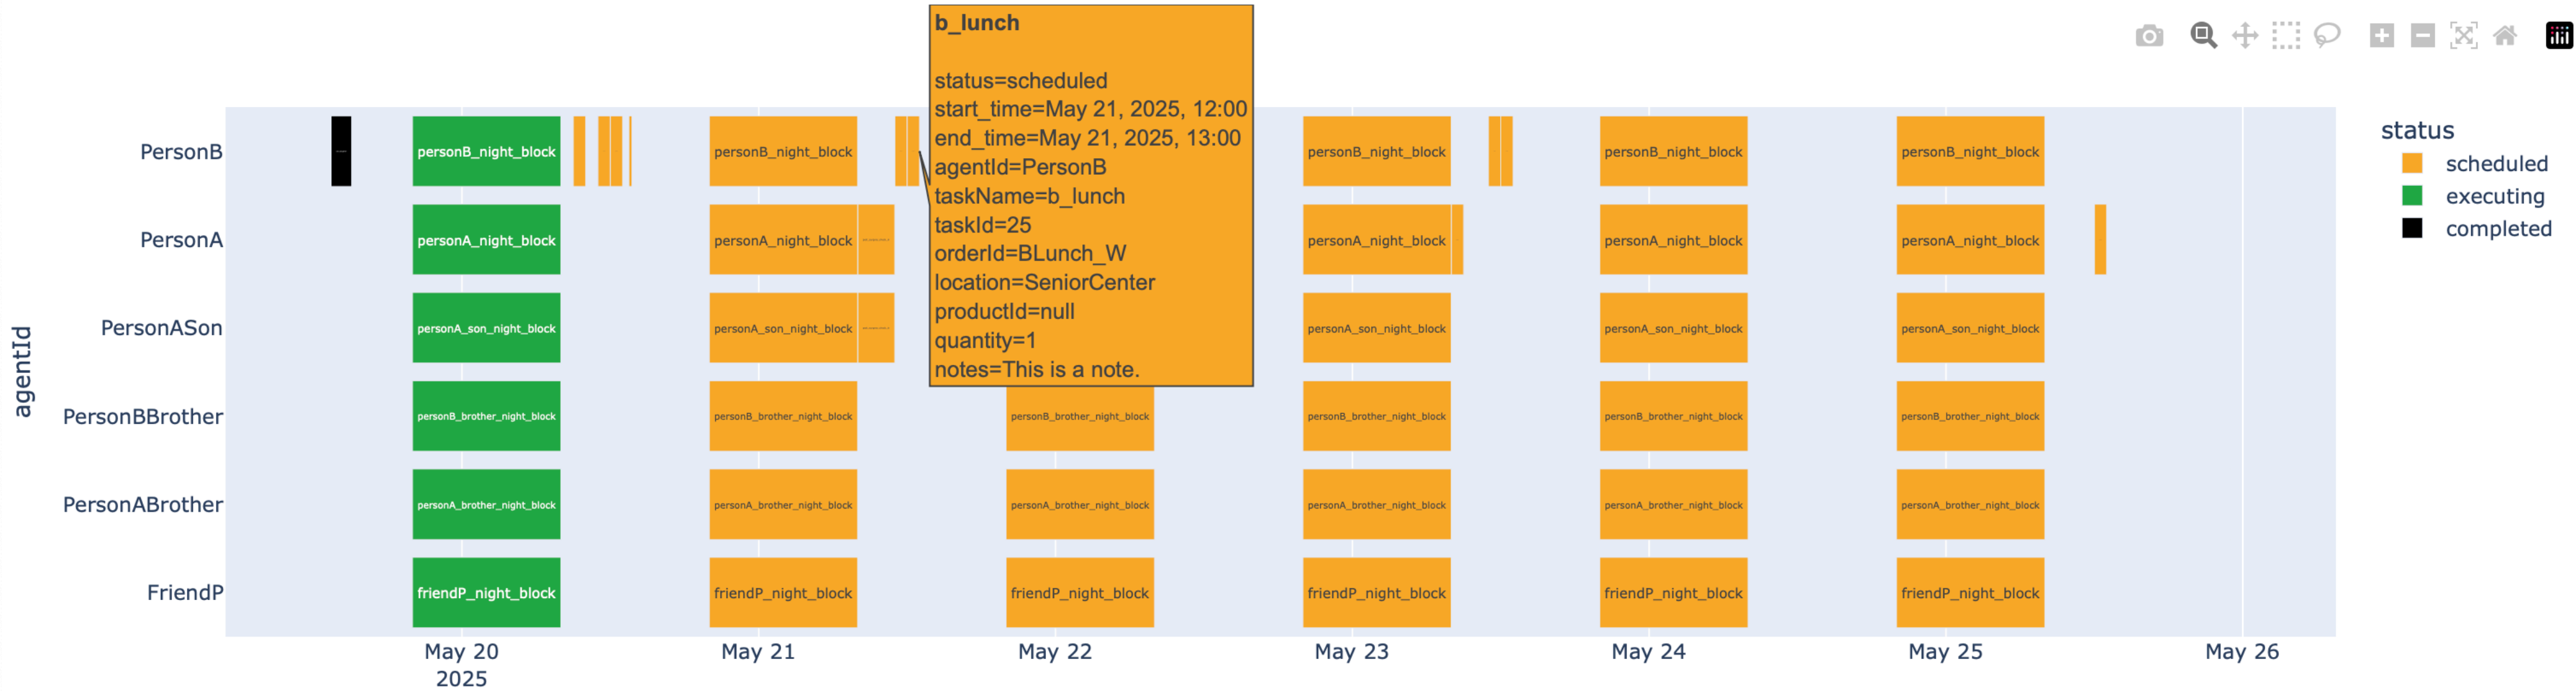 b_lunch
status=scheduled
start_time=May 21, 2025, 12:00
end_time=May 21, 2025, 13:00
agentId=PersonB
taskName=b_lunch
taskId=25
orderId=BLunch_W
location=SeniorCenter
productId=null
quantity=1
notes=This is a note.
status
scheduled
executing
completed
agentId
PersonB
personB_night_block personB_night_block personB_night_block personB_night_block personB_night_block
PersonA
personA_night_block personA_night_block personA_night_block personA_night_block personA_night_block
PersonASon
personA_son_night_block personA_son_night_block personA_son_night_block personA_son_night_block personA_son_night_block
PersonBBrother
personB_brother_night_block personB_brother_night_block personB_brother_night_block personB_brother_night_block personB_brother_night_block personB_brother_night_block
PersonABrother
personA_brother_night_block personA_brother_night_block personA_brother_night_block personA_brother_night_block personA_brother_night_block personA_brother_night_block
FriendP
friendP_night_block friendP_night_block friendP_night_block friendP_night_block friendP_night_block friendP_night_block
May 20 May 21 May 22 May 23 May 24 May 25 May 26
2025